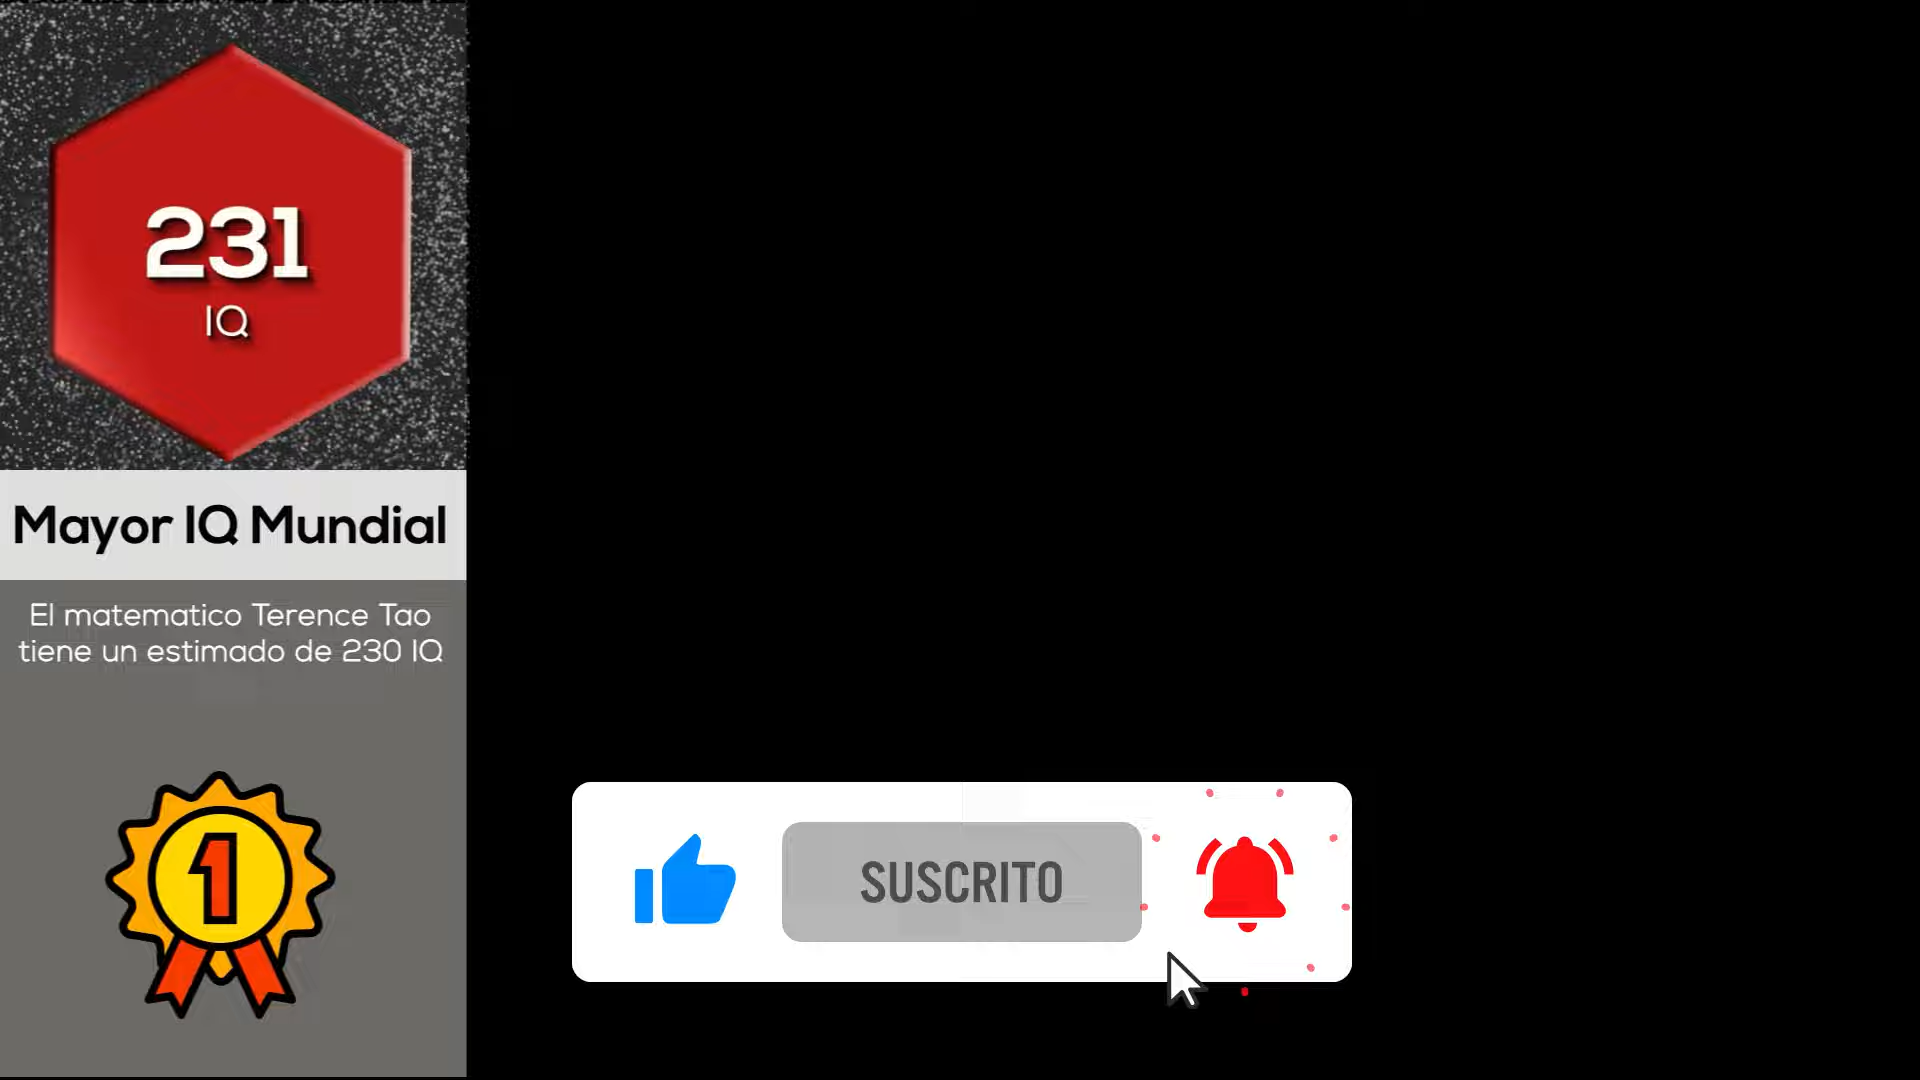 231
IQ
Mayor IQ Mundial
El matematico Terence Tao
tiene un estimado de 230 IQ
1
SUSCRITO